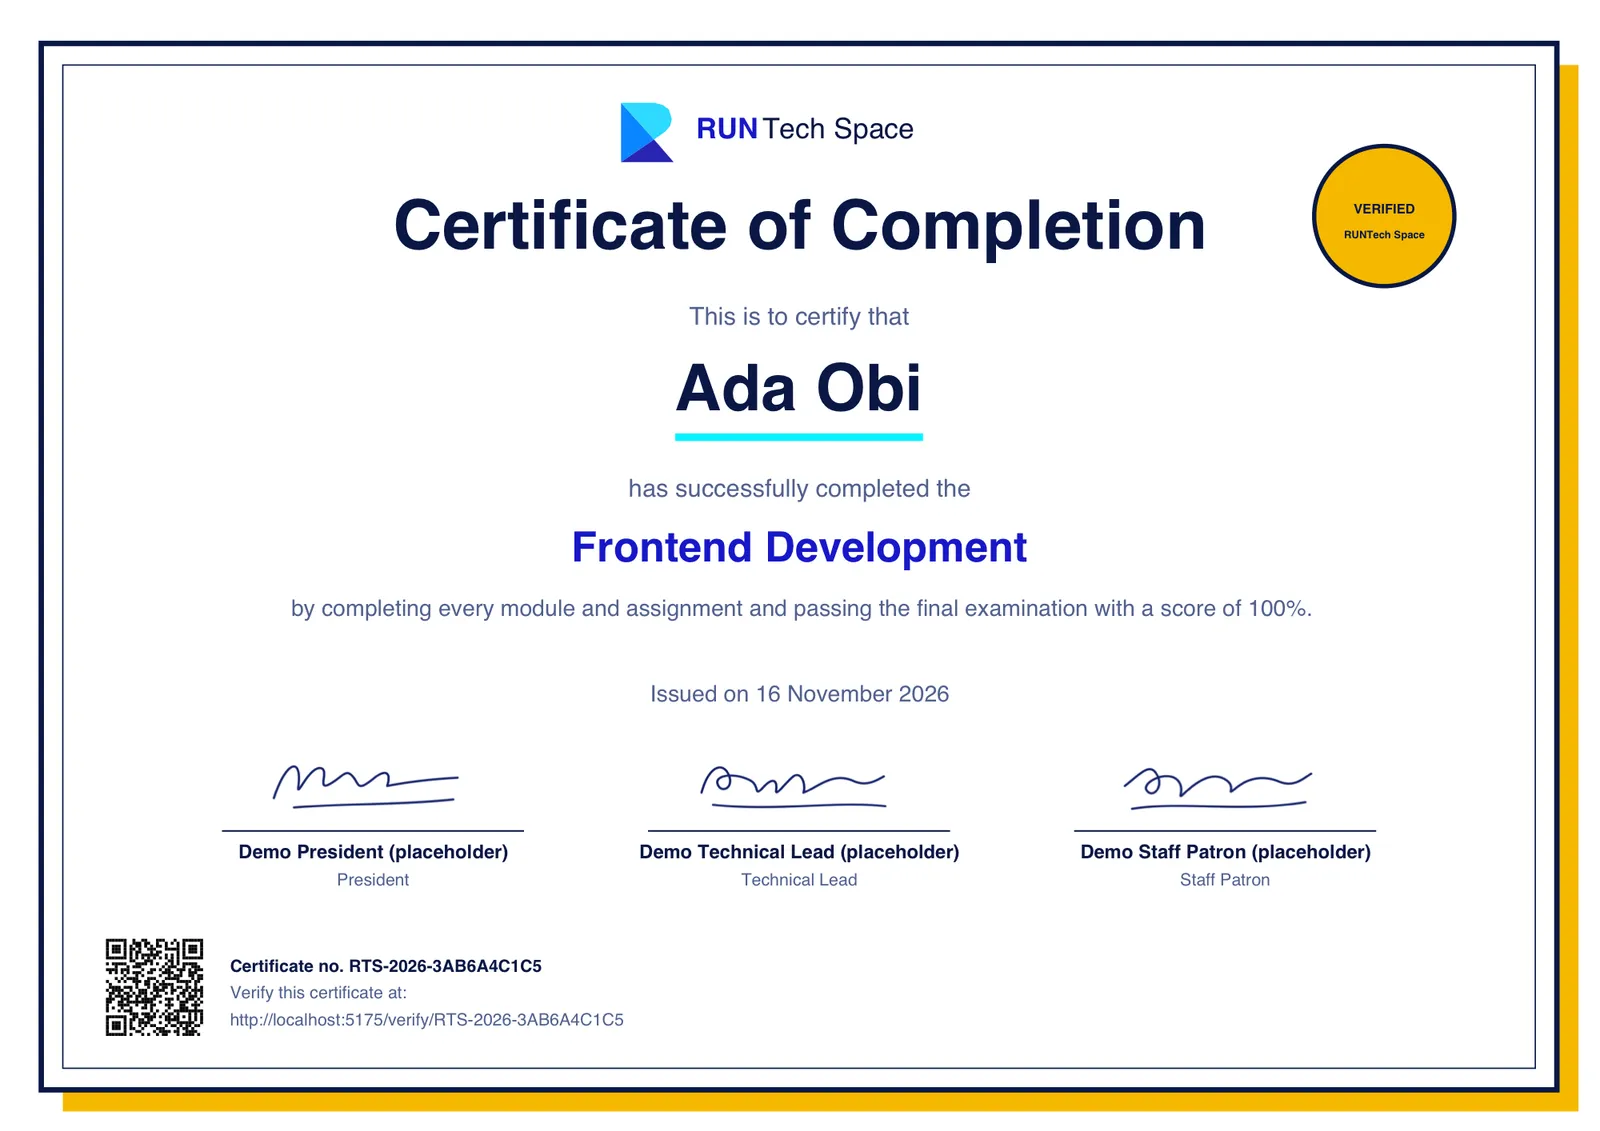 RUN Tech Space
Certificate of Completion
VERIFIED
RUNTech Space
This is to certify that
Ada Obi
has successfully completed the
Frontend Development
by completing every module and assignment and passing the final examination with a score of 100%.
Issued on 16 November 2026
Demo President (placeholder)
President
Demo Technical Lead (placeholder)
Technical Lead
Demo Staff Patron (placeholder)
Staff Patron
Certificate no. RTS-2026-3AB6A4C1C5
Verify this certificate at:
http://localhost:5175/verify/RTS-2026-3AB6A4C1C5